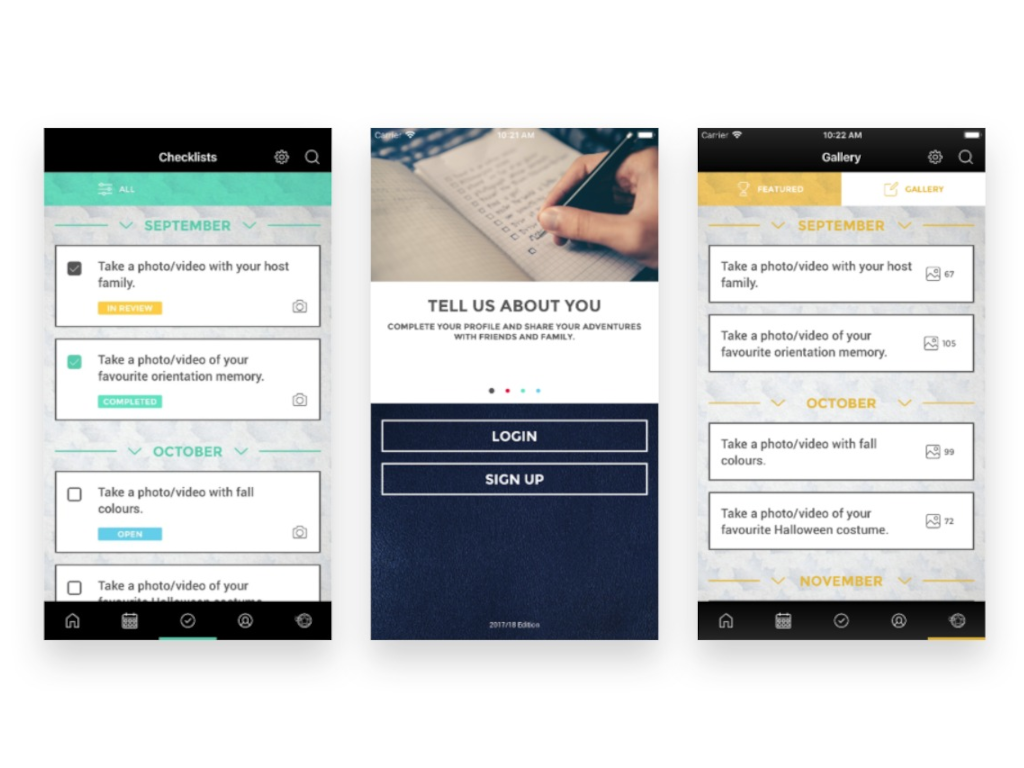 Checklists
ALL
SEPTEMBER
Take a photo/video with your host
family.
IN REVIEW
Take a photo/video of your
favourite orientation memory.
COMPLETED
OCTOBER
Take a photo/video with fall
colours.
OPEN
Take a photo/video of your
favourite Halloween costume.
Carrier
10:21 AM
TELL US ABOUT YOU
COMPLETE YOUR PROFILE AND SHARE YOUR ADVENTURES
WITH FRIENDS AND FAMILY.
LOGIN
SIGN UP
2017/18 Edition
Carrier
10:22 AM
Gallery
FEATURED
GALLERY
SEPTEMBER
Take a photo/video with your host
family.
67
Take a photo/video of your
favourite orientation memory.
105
OCTOBER
Take a photo/video with fall
colours.
99
Take a photo/video of your
favourite Halloween costume.
72
NOVEMBER